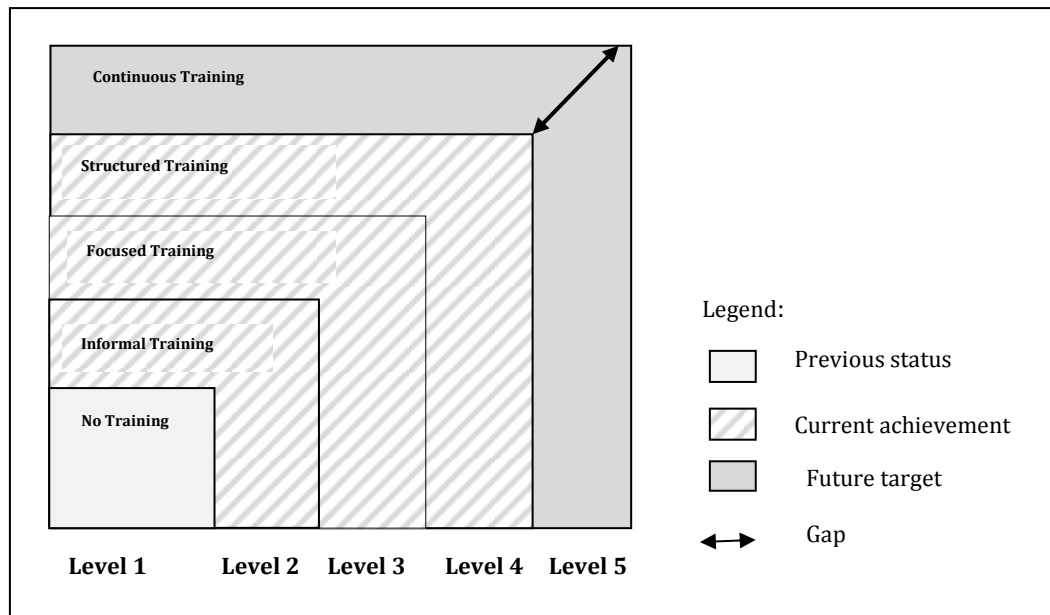 Continuous Training
Structured Training
Focused Training
Informal Training
No Training
Level 1
Level 2
Level 3
Level 4
Level 5
Legend:
Previous status
Current achievement
Future target
Gap